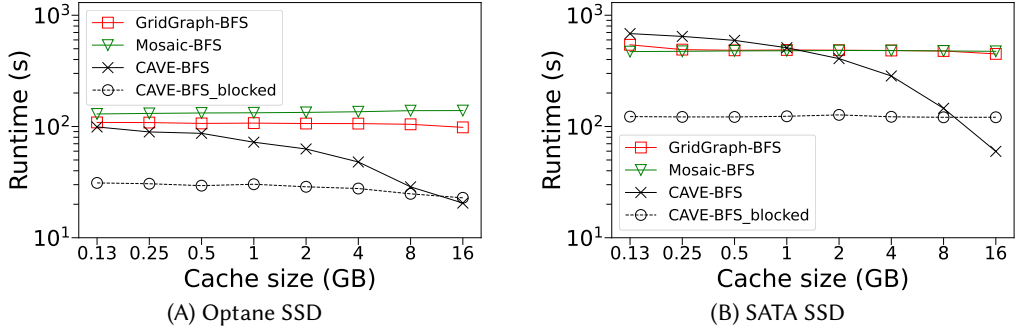 10³
10²
10¹
Runtime (s)
GridGraph-BFS
Mosaic-BFS
CAVE-BFS
CAVE-BFS_blocked
0.13 0.25 0.5 1 2 4 8 16
Cache size (GB)
(A) Optane SSD
10³
10²
10¹
Runtime (s)
GridGraph-BFS
Mosaic-BFS
CAVE-BFS
CAVE-BFS_blocked
0.13 0.25 0.5 1 2 4 8 16
Cache size (GB)
(B) SATA SSD